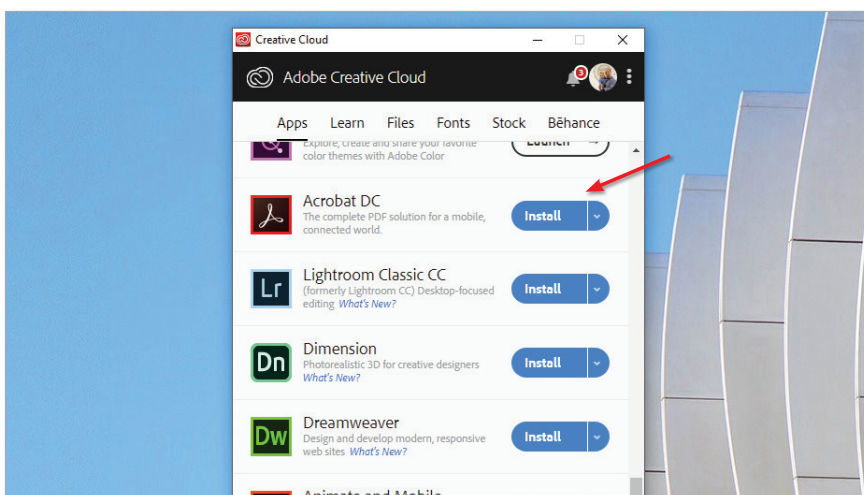 Creative Cloud
Adobe Creative Cloud
3
Apps Learn Files Fonts Stock Bēhance
Explore, create and share your favorite
color themes with Adobe Color
Launch
Acrobat DC
The complete PDF solution for a mobile,
connected world.
Install
Lr
Lightroom Classic CC
(formerly Lightroom CC) Desktop-focused
editing What's New?
Install
Dn
Dimension
Photorealistic 3D for creative designers
What's New?
Install
Dw
Dreamweaver
Design and develop modern, responsive
web sites What's New?
Install
Animate and Mobile